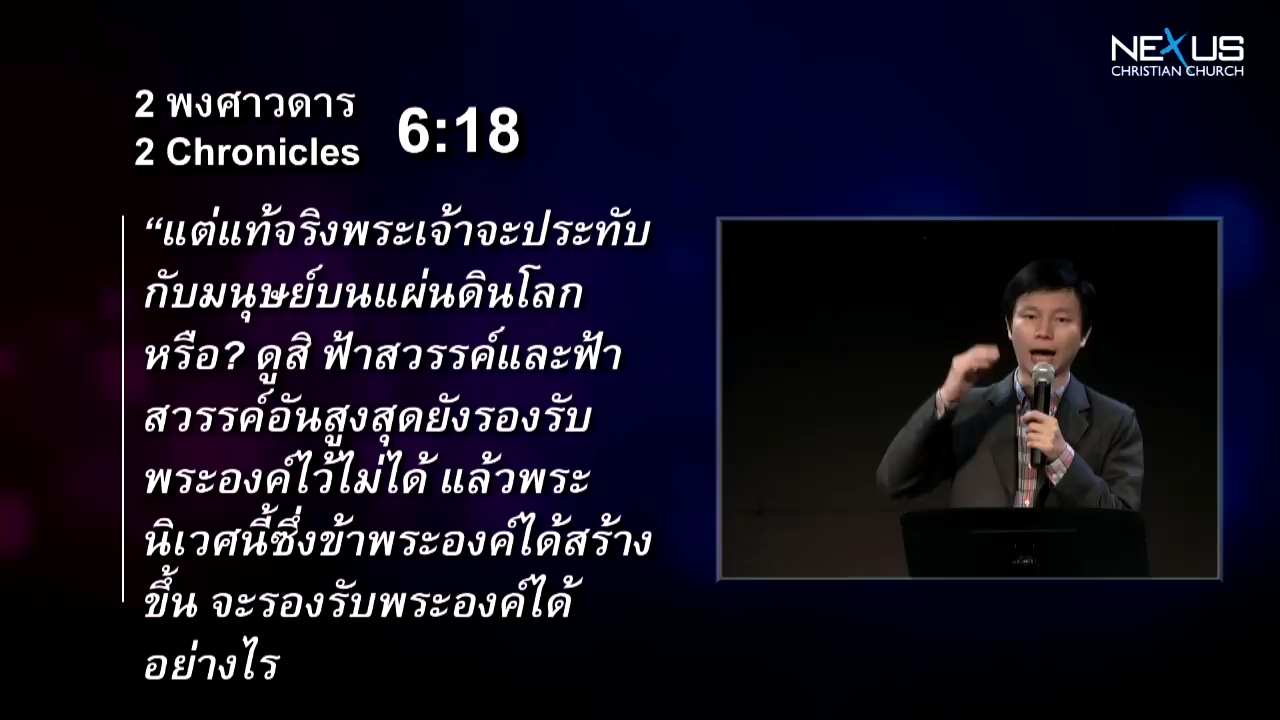 NEXUS
CHRISTIAN CHURCH
2 พงศาวดาร
2 Chronicles
6:18
“แต่แท้จริงพระเจ้าจะประทับ
กับมนุษย์บนแผ่นดินโลก
หรือ? ดูสิ ฟ้าสวรรค์และฟ้า
สวรรค์อันสูงสุดยังรองรับ
พระองค์ไว้ไม่ได้ แล้วพระ
นิเวศนี้ซึ่งข้าพระองค์ได้สร้าง
ขึ้น จะรองรับพระองค์ได้
อย่างไร